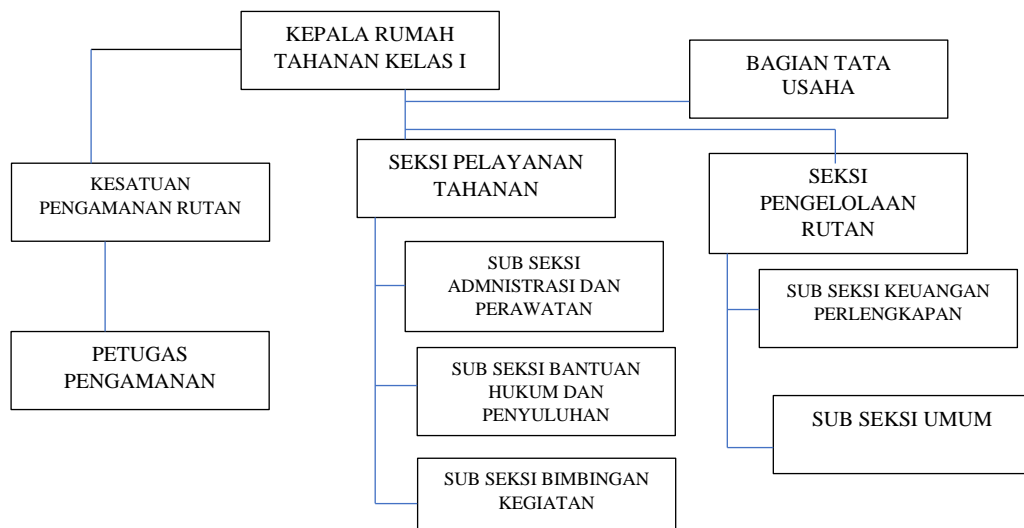 KEPALA RUMAH
TAHANAN KELAS I
BAGIAN TATA
USAHA
KESATUAN
PENGAMANAN RUTAN
SEKSI PELAYANAN
TAHANAN
SEKSI
PENGELOLAAN
RUTAN
SUB SEKSI
ADMNISTRASI DAN
PERAWATAN
SUB SEKSI KEUANGAN
PERLENGKAPAN
PETUGAS
PENGAMANAN
SUB SEKSI BANTUAN
HUKUM DAN
PENYULUHAN
SUB SEKSI UMUM
SUB SEKSI BIMBINGAN
KEGIATAN